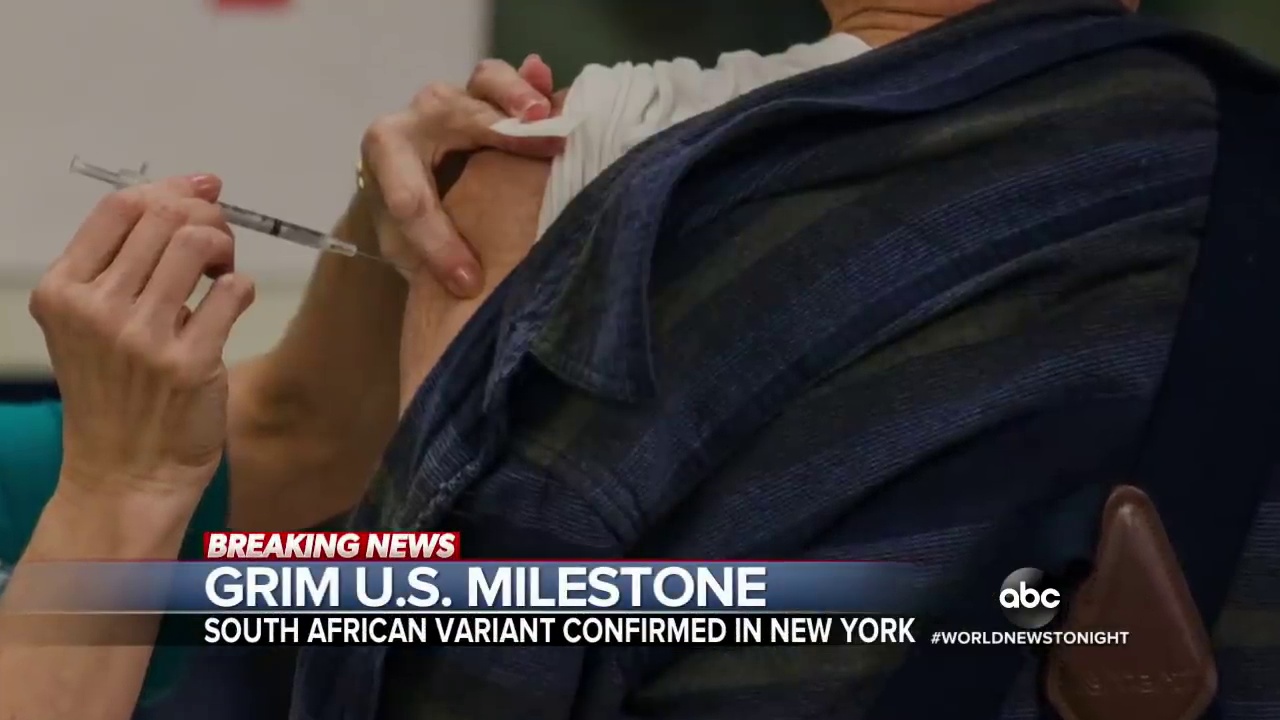 BREAKING NEWS
GRIM U.S. MILESTONE
SOUTH AFRICAN VARIANT CONFIRMED IN NEW YORK
abc
#WORLDNEWSTONIGHT